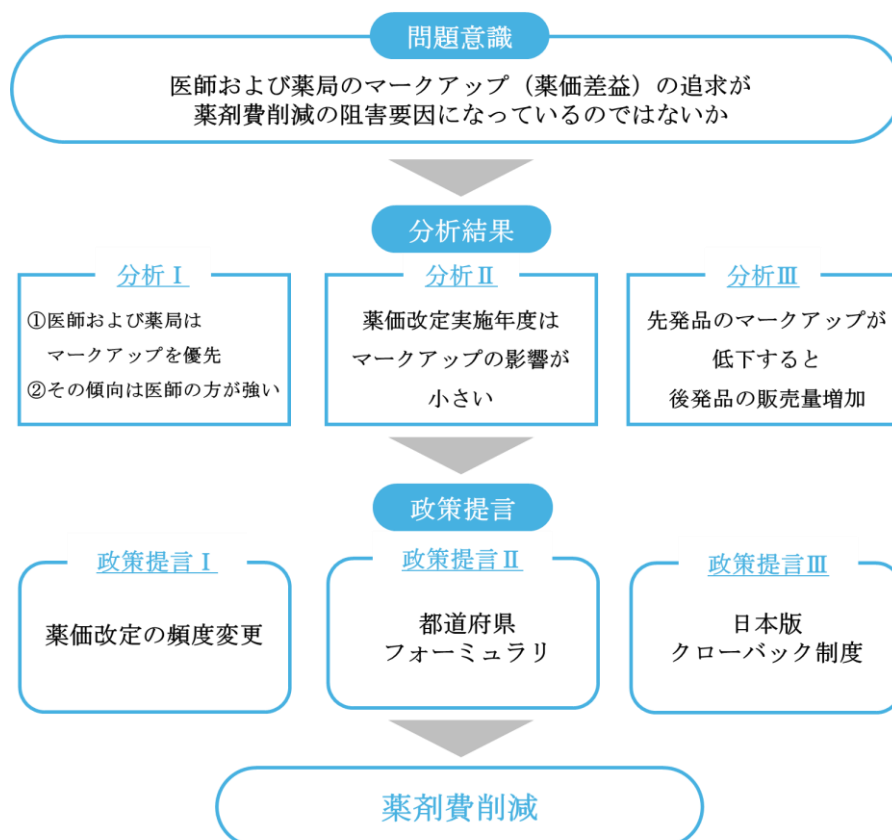 問題意識
医師および薬局のマークアップ（薬価差益）の追求が
薬剤費削減の阻害要因になっているのではないか
分析結果
分析Ⅰ
①医師および薬局は
マークアップを優先
②その傾向は医師の方が強い
分析Ⅱ
薬価改定実施年度は
マークアップの影響が
小さい
分析Ⅲ
先発品のマークアップが
低下すると
後発品の販売量増加
政策提言
政策提言Ⅰ
薬価改定の頻度変更
政策提言Ⅱ
都道府県
フォーミュラリ
政策提言Ⅲ
日本版
クローバック制度
薬剤費削減